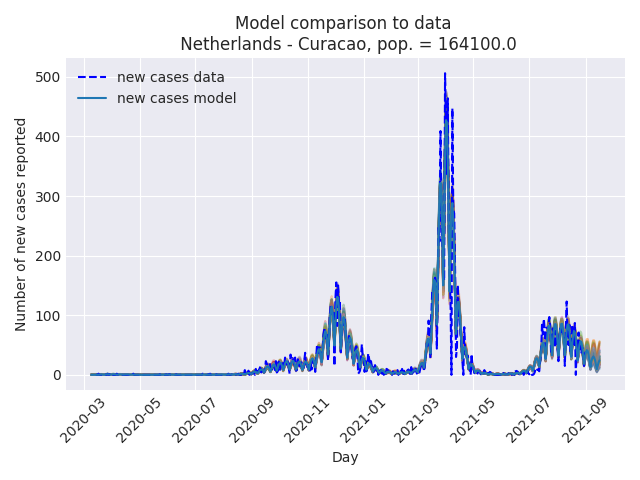 Model comparison to data
Netherlands - Curacao, pop. = 164100.0
new cases data
new cases model
Number of new cases reported
500
400
300
200
100
0
2020-03
2020-05
2020-07
2020-09
2020-11
2021-01
2021-03
2021-05
2021-07
2021-09
Day